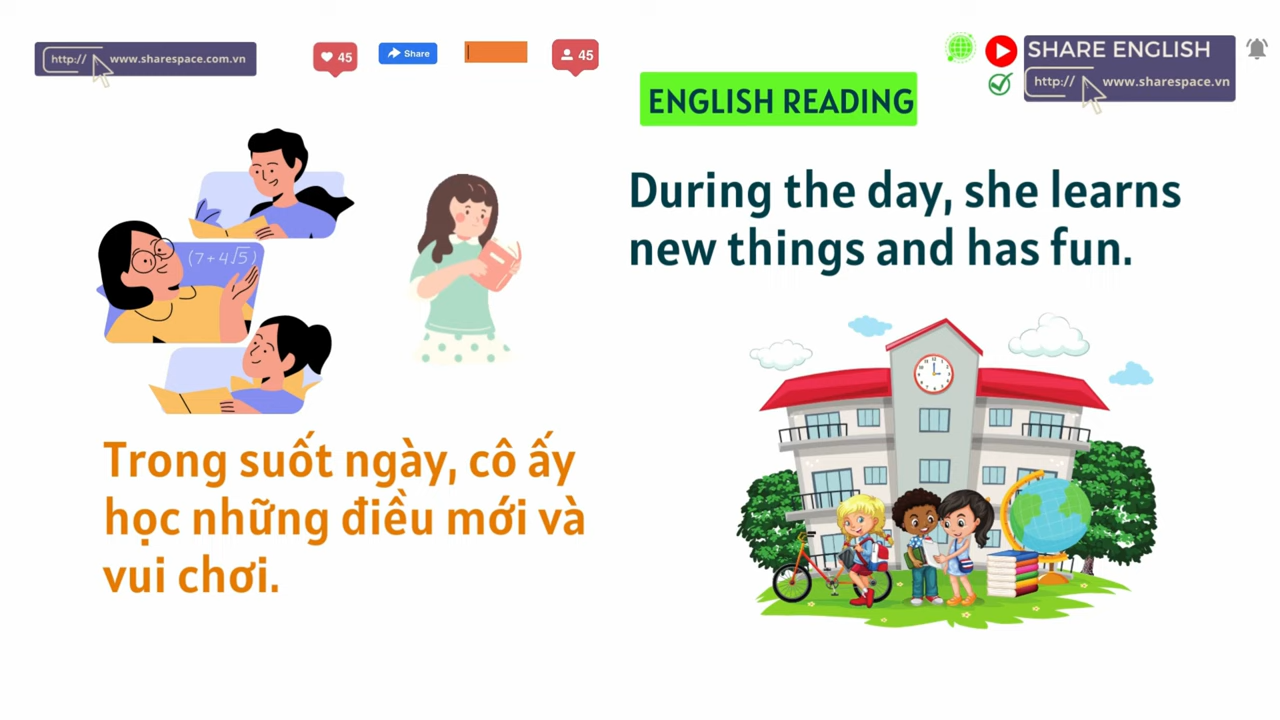 http:// www.sharespace.com.vn
45
Share
45
SHARE ENGLISH
http:// www.sharespace.vn
ENGLISH READING
During the day, she learns
new things and has fun.
(7+4√5)
Trong suốt ngày, cô ấy
học những điều mới và
vui chơi.